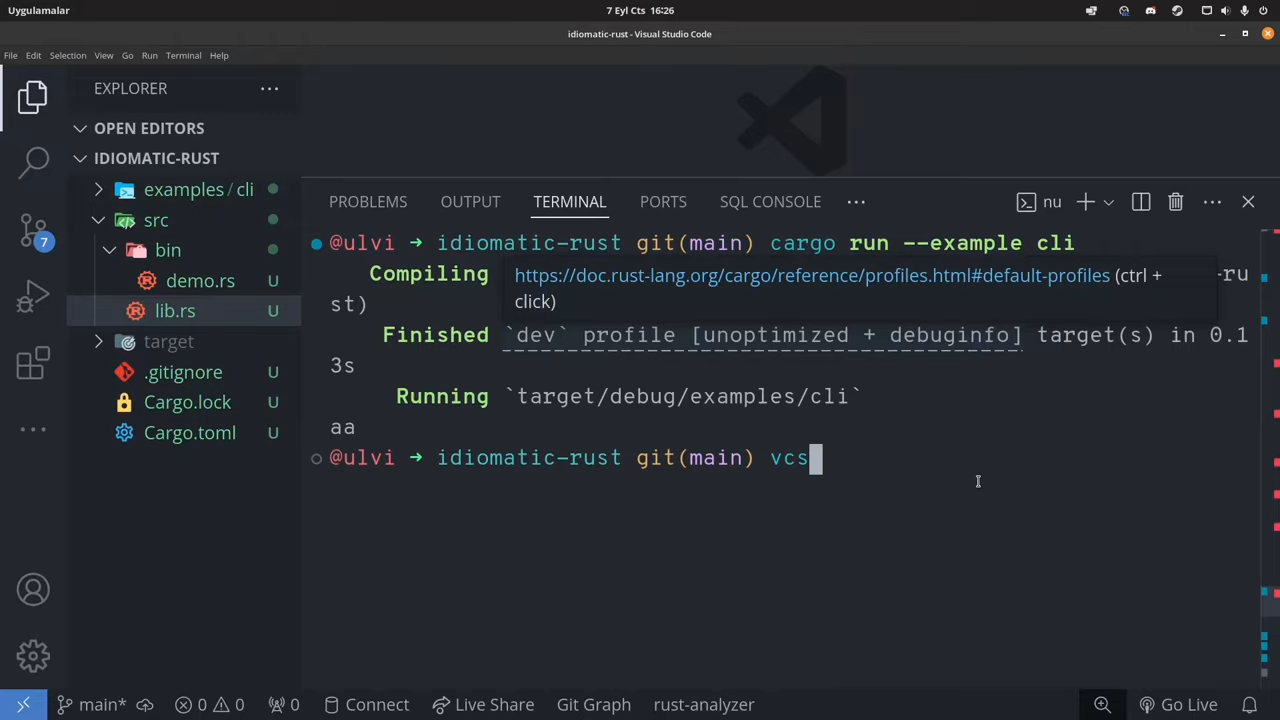 Uygulamalar
7 Eyl Cts 16:26
idiomatic-rust - Visual Studio Code
File Edit Selection View Go Run Terminal Help
EXPLORER
OPEN EDITORS
IDIOMATIC-RUST
examples / cli
src
bin
demo.rs U
lib.rs U
target
.gitignore U
Cargo.lock U
Cargo.toml U
7
PROBLEMS OUTPUT TERMINAL PORTS SQL CONSOLE
nu
@ulvi → idiomatic-rust git(main) cargo run --example cli
Compiling
-ru
https://doc.rust-lang.org/cargo/reference/profiles.html#default-profiles (ctrl +
click)
st)
Finished `dev` profile [unoptimized + debuginfo] target(s) in 0.1
3s
Running `target/debug/examples/cli`
aa
@ulvi → idiomatic-rust git(main) vcs
main* 0 0 0 Connect Live Share Git Graph rust-analyzer Go Live